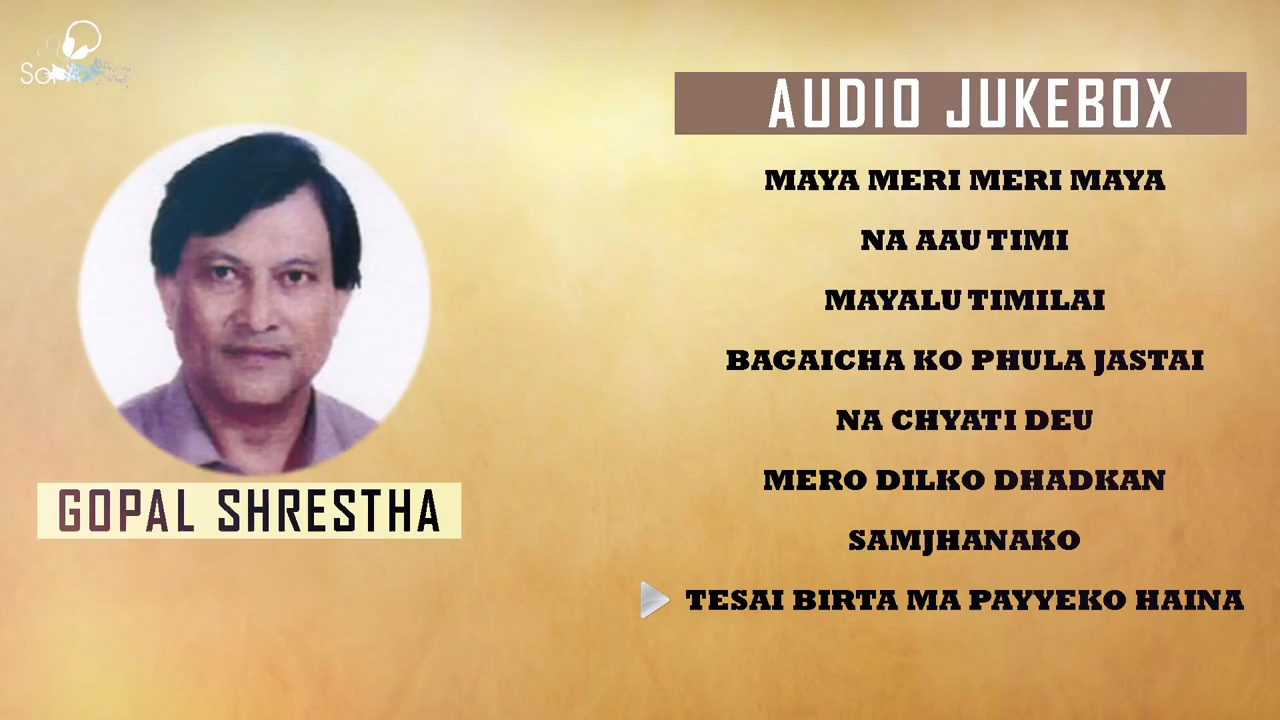 GOPAL SHRESTHA
AUDIO JUKEBOX
MAYA MERI MERI MAYA
NA AAU TIMI
MAYALU TIMILAI
BAGAICHA KO PHULA JASTAI
NA CHYATI DEU
MERO DILKO DHADKAN
SAMJHANAKO
TESAI BIRTA MA PAYYEKO HAINA